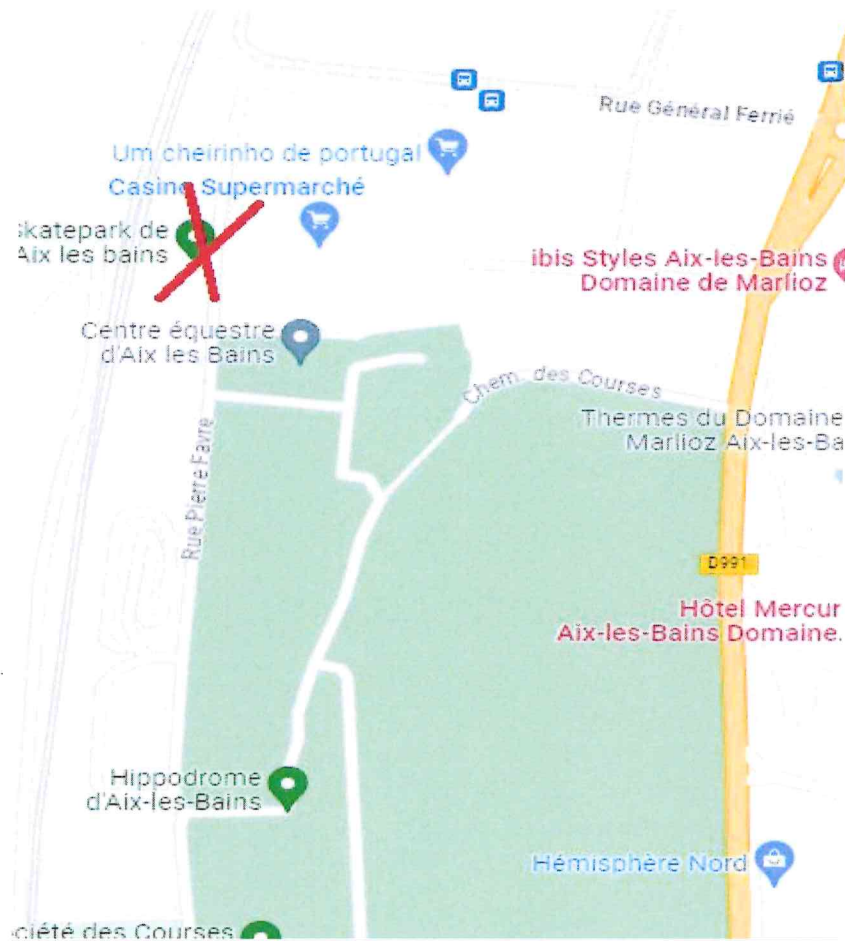 Rue Général Ferrié
Um cheirinho de portugal
Casino Supermarché
skatepark de
Aix les bains
ibis Styles Aix-les-Bains
Domaine de Marlioz
Centre équestre
d'Aix les Bains
Chem. des Courses
Thermes du Domaine
Marlioz Aix-les-Ba
Rue Pierre Favre
D991
Hôtel Mercur
Aix-les-Bains Domaine.
Hippodrome
d'Aix-les-Bains
Hémisphère Nord
ciété des Courses